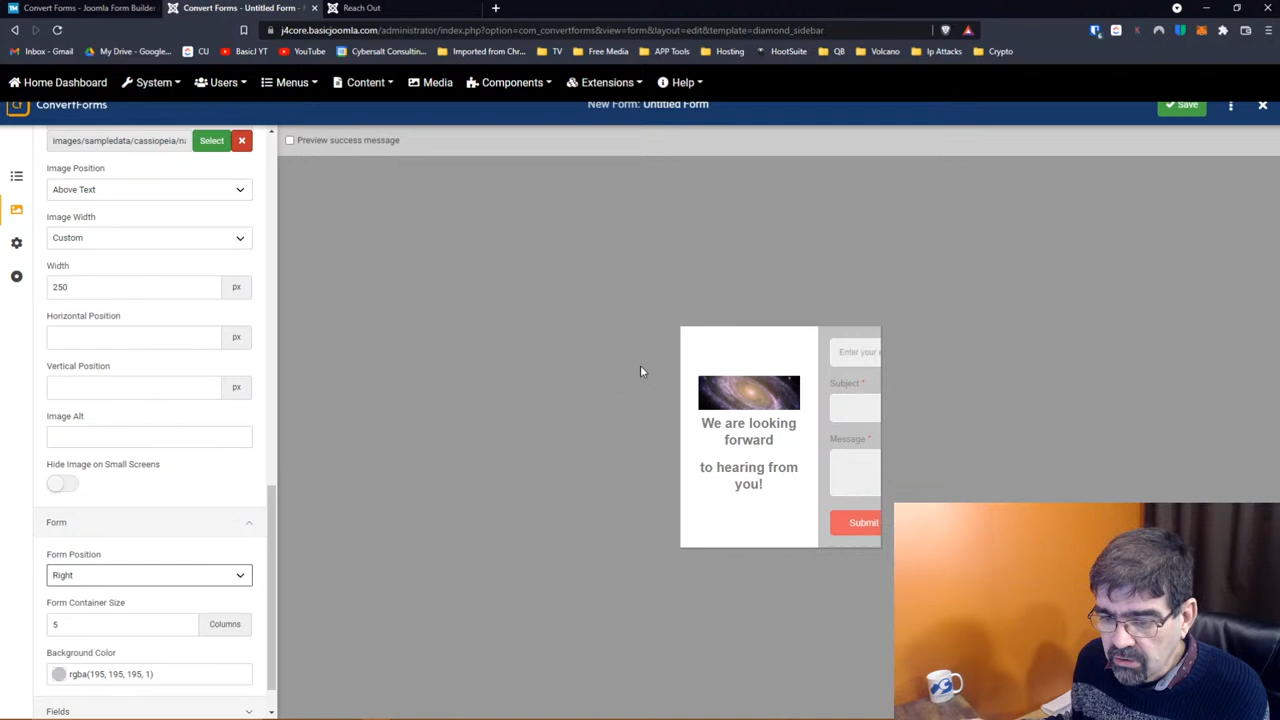 Convert Forms - Joomla Form Builder
Convert Forms - Untitled Form -
Reach Out
j4core.basicjoomla.com/administrator/index.php?option=com_convertforms&view=form&layout=edit&template=diamond_sidebar
Inbox - Gmail
My Drive - Google...
CU
BasicJ YT
YouTube
Cybersalt Consulting...
Imported from Chr...
TV
Free Media
APP Tools
Hosting
HootSuite
QB
Volcano
Ip Attacks
Crypto
Home Dashboard
System
Users
Menus
Content
Media
Components
Extensions
Help
Cf
ConvertForms
New Form: Untitled Form
Save
images/sampledata/cassiopeia/na
Select
Preview success message
Image Position
Above Text
Image Width
Custom
Width
250
px
Horizontal Position
px
Vertical Position
px
Image Alt
Hide Image on Small Screens
Form
Form Position
Right
Form Container Size
5
Columns
Background Color
rgba(195, 195, 195, 1)
Fields
We are looking
forward
to hearing from
you!
Enter your e
Subject *
Message *
Submit